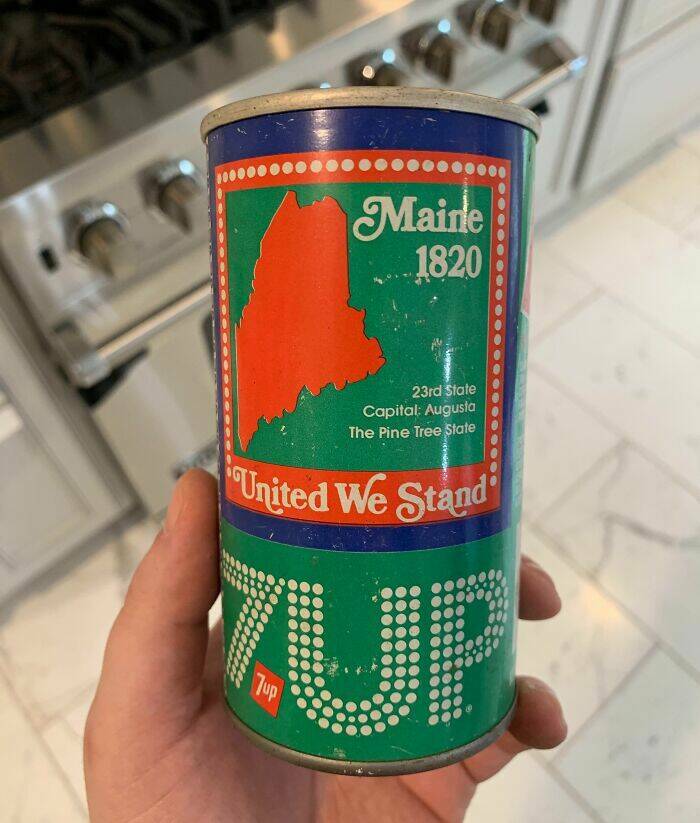 Maine
1820
23rd State
Capital: Augusta
The Pine Tree State
United We Stand
7UP
7up